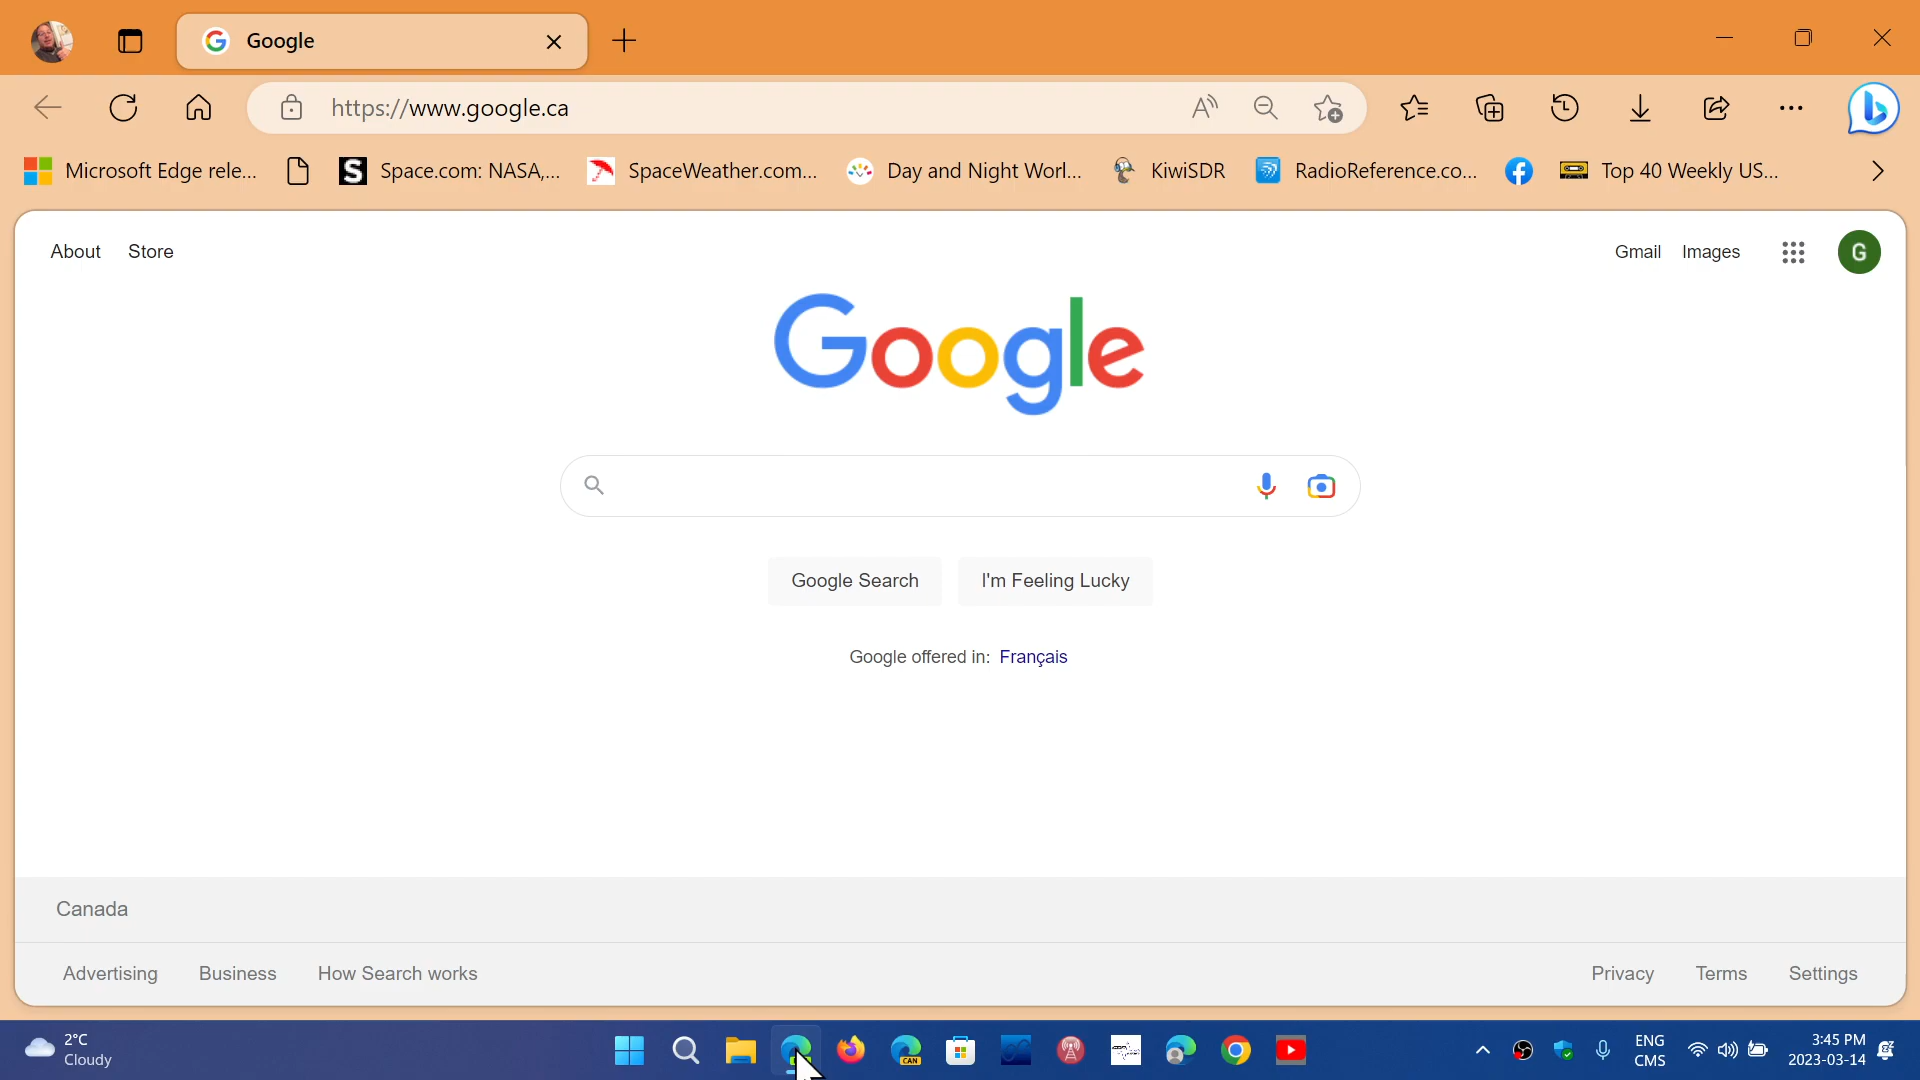 Google
https://www.google.ca
Microsoft Edge rele...
Space.com: NASA,...
SpaceWeather.com...
Day and Night Worl...
KiwiSDR
RadioReference.co...
Top 40 Weekly US...
About Store
Gmail Images
G
Google
Google Search
I'm Feeling Lucky
Google offered in: Français
Canada
Advertising Business How Search works
Privacy Terms Settings
2°C
Cloudy
CAN
ENG
CMS
3:45 PM
2023-03-14